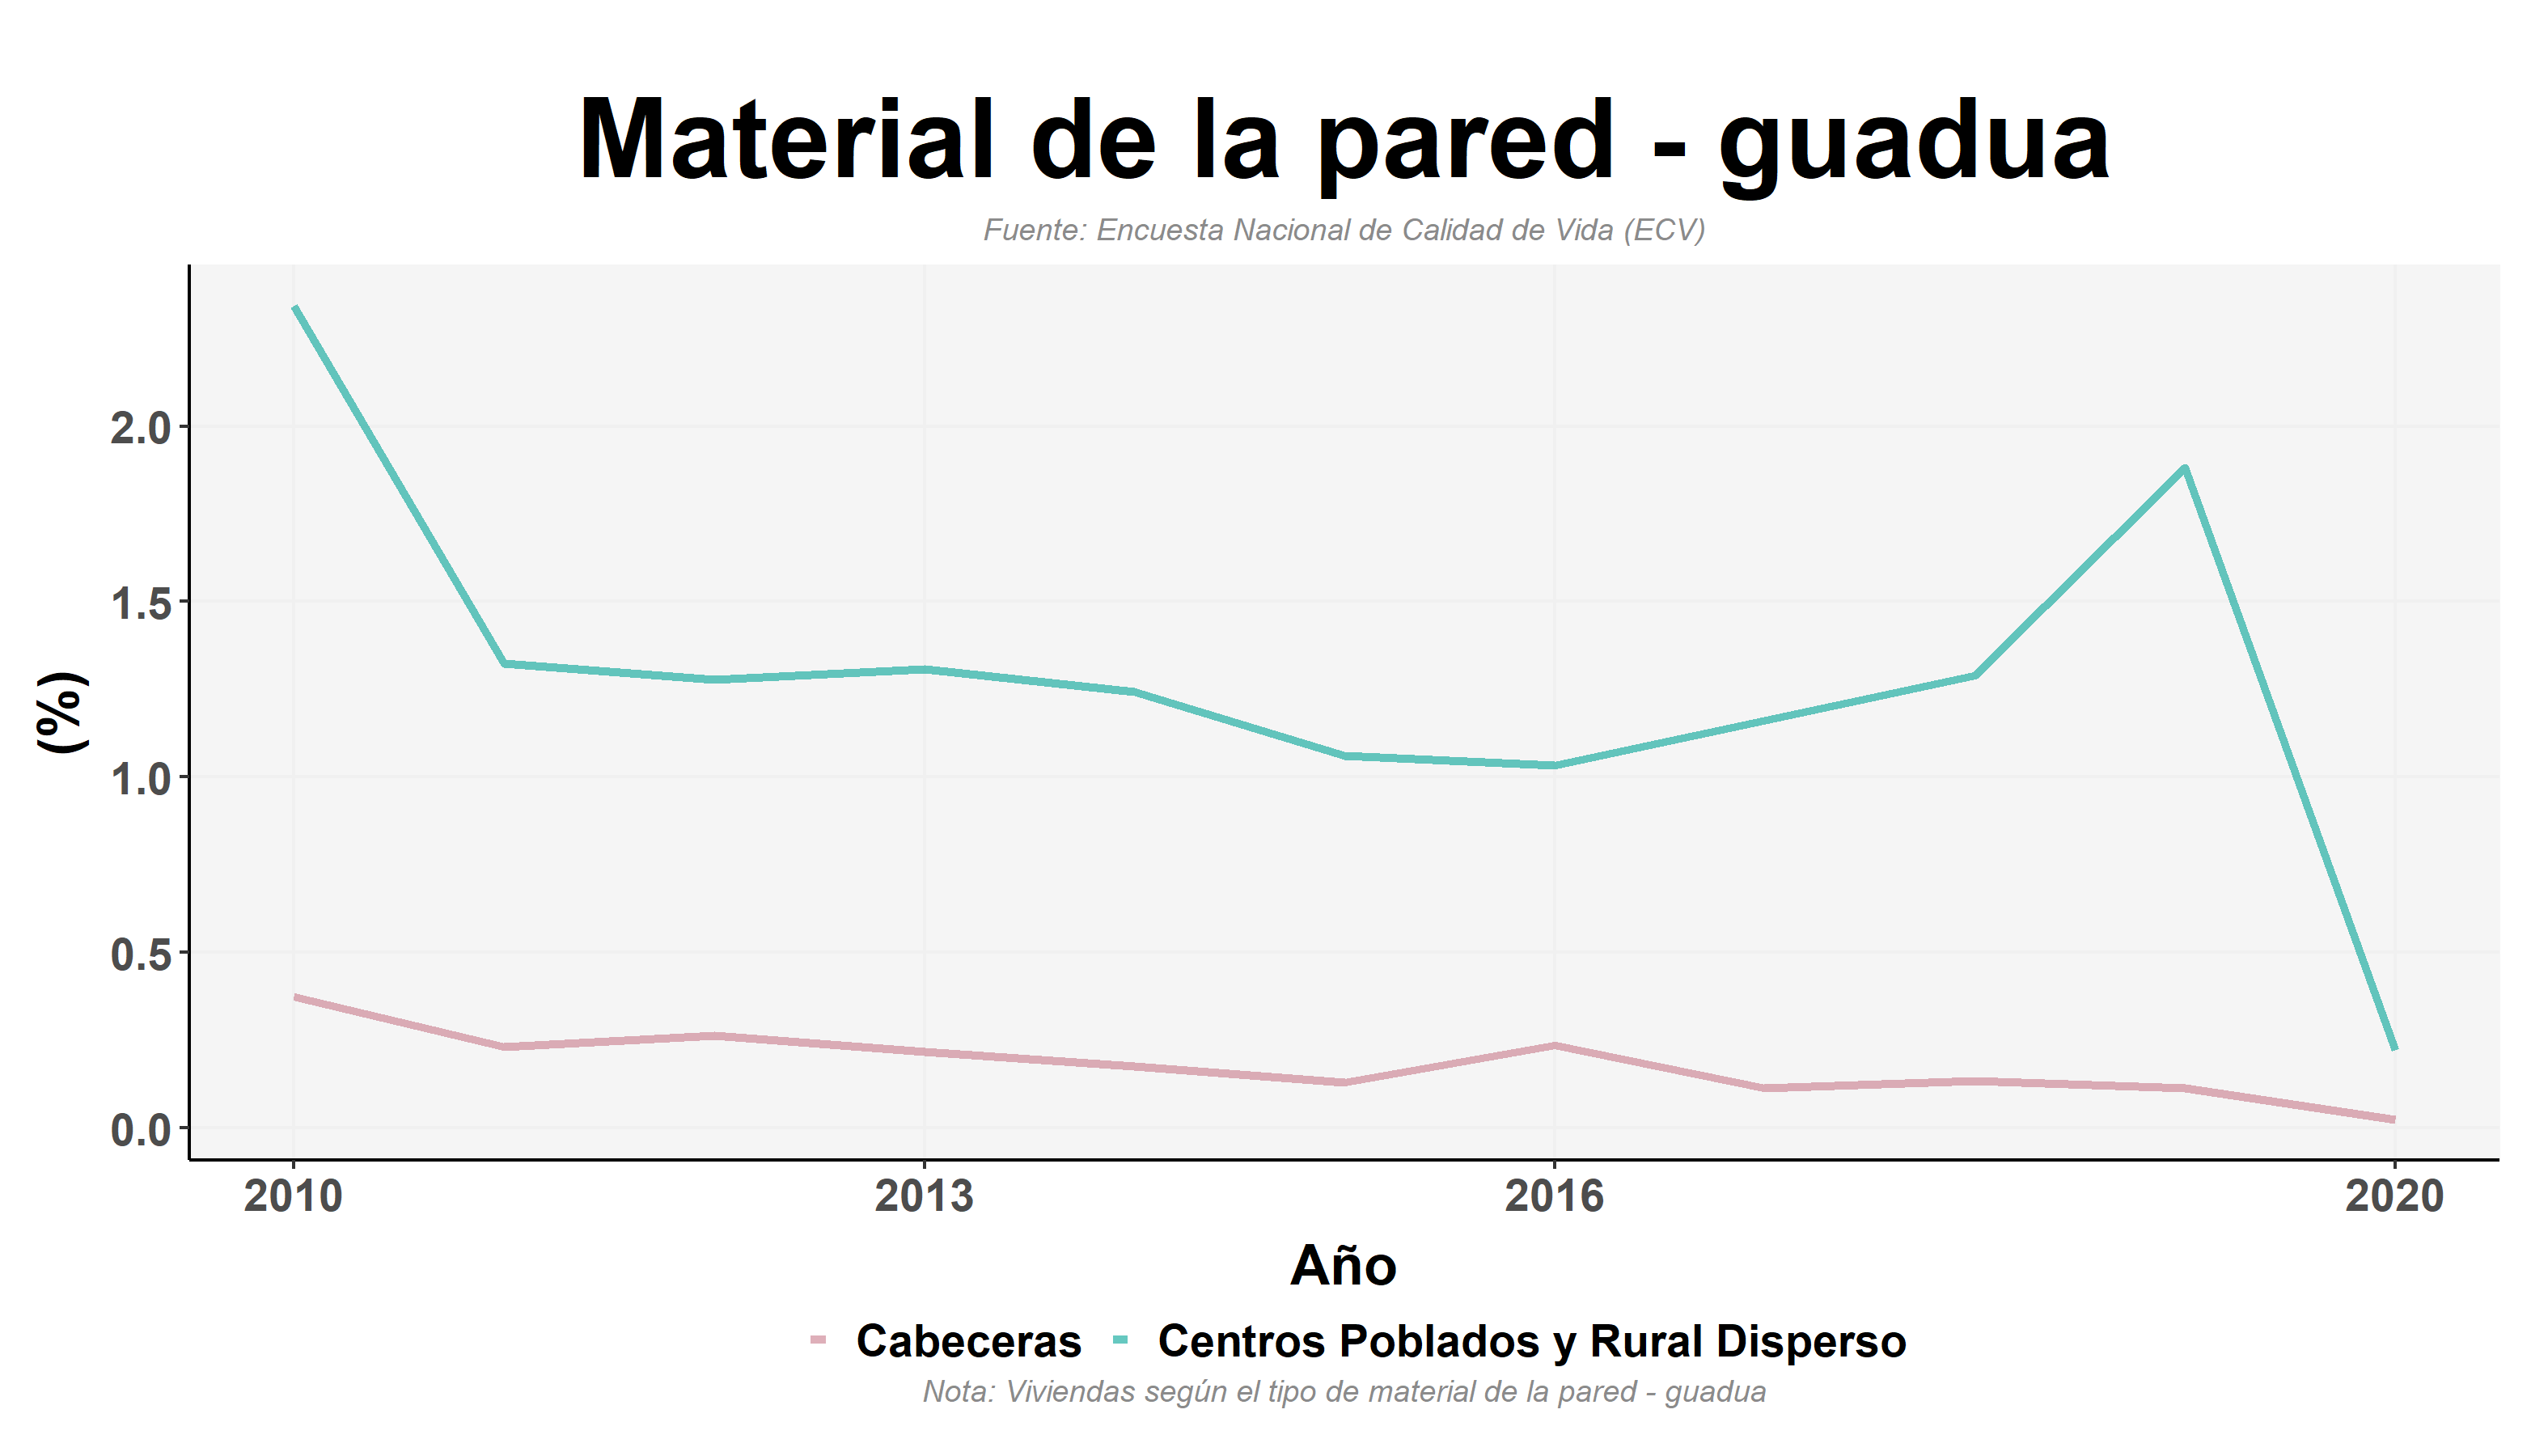 Material de la pared - guadua
Fuente: Encuesta Nacional de Calidad de Vida (ECV)
(%)
2.0
1.5
1.0
0.5
0.0
2010 2013 2016 2020
Año
Cabeceras Centros Poblados y Rural Disperso
Nota: Viviendas según el tipo de material de la pared - guadua